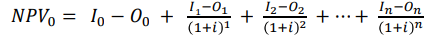 NPV₀ = I₀ − O₀ + (I₁−O₁)/(1+i)¹ + (I₂−O₂)/(1+i)² + ⋯ + (Iₙ−Oₙ)/(1+i)ⁿ